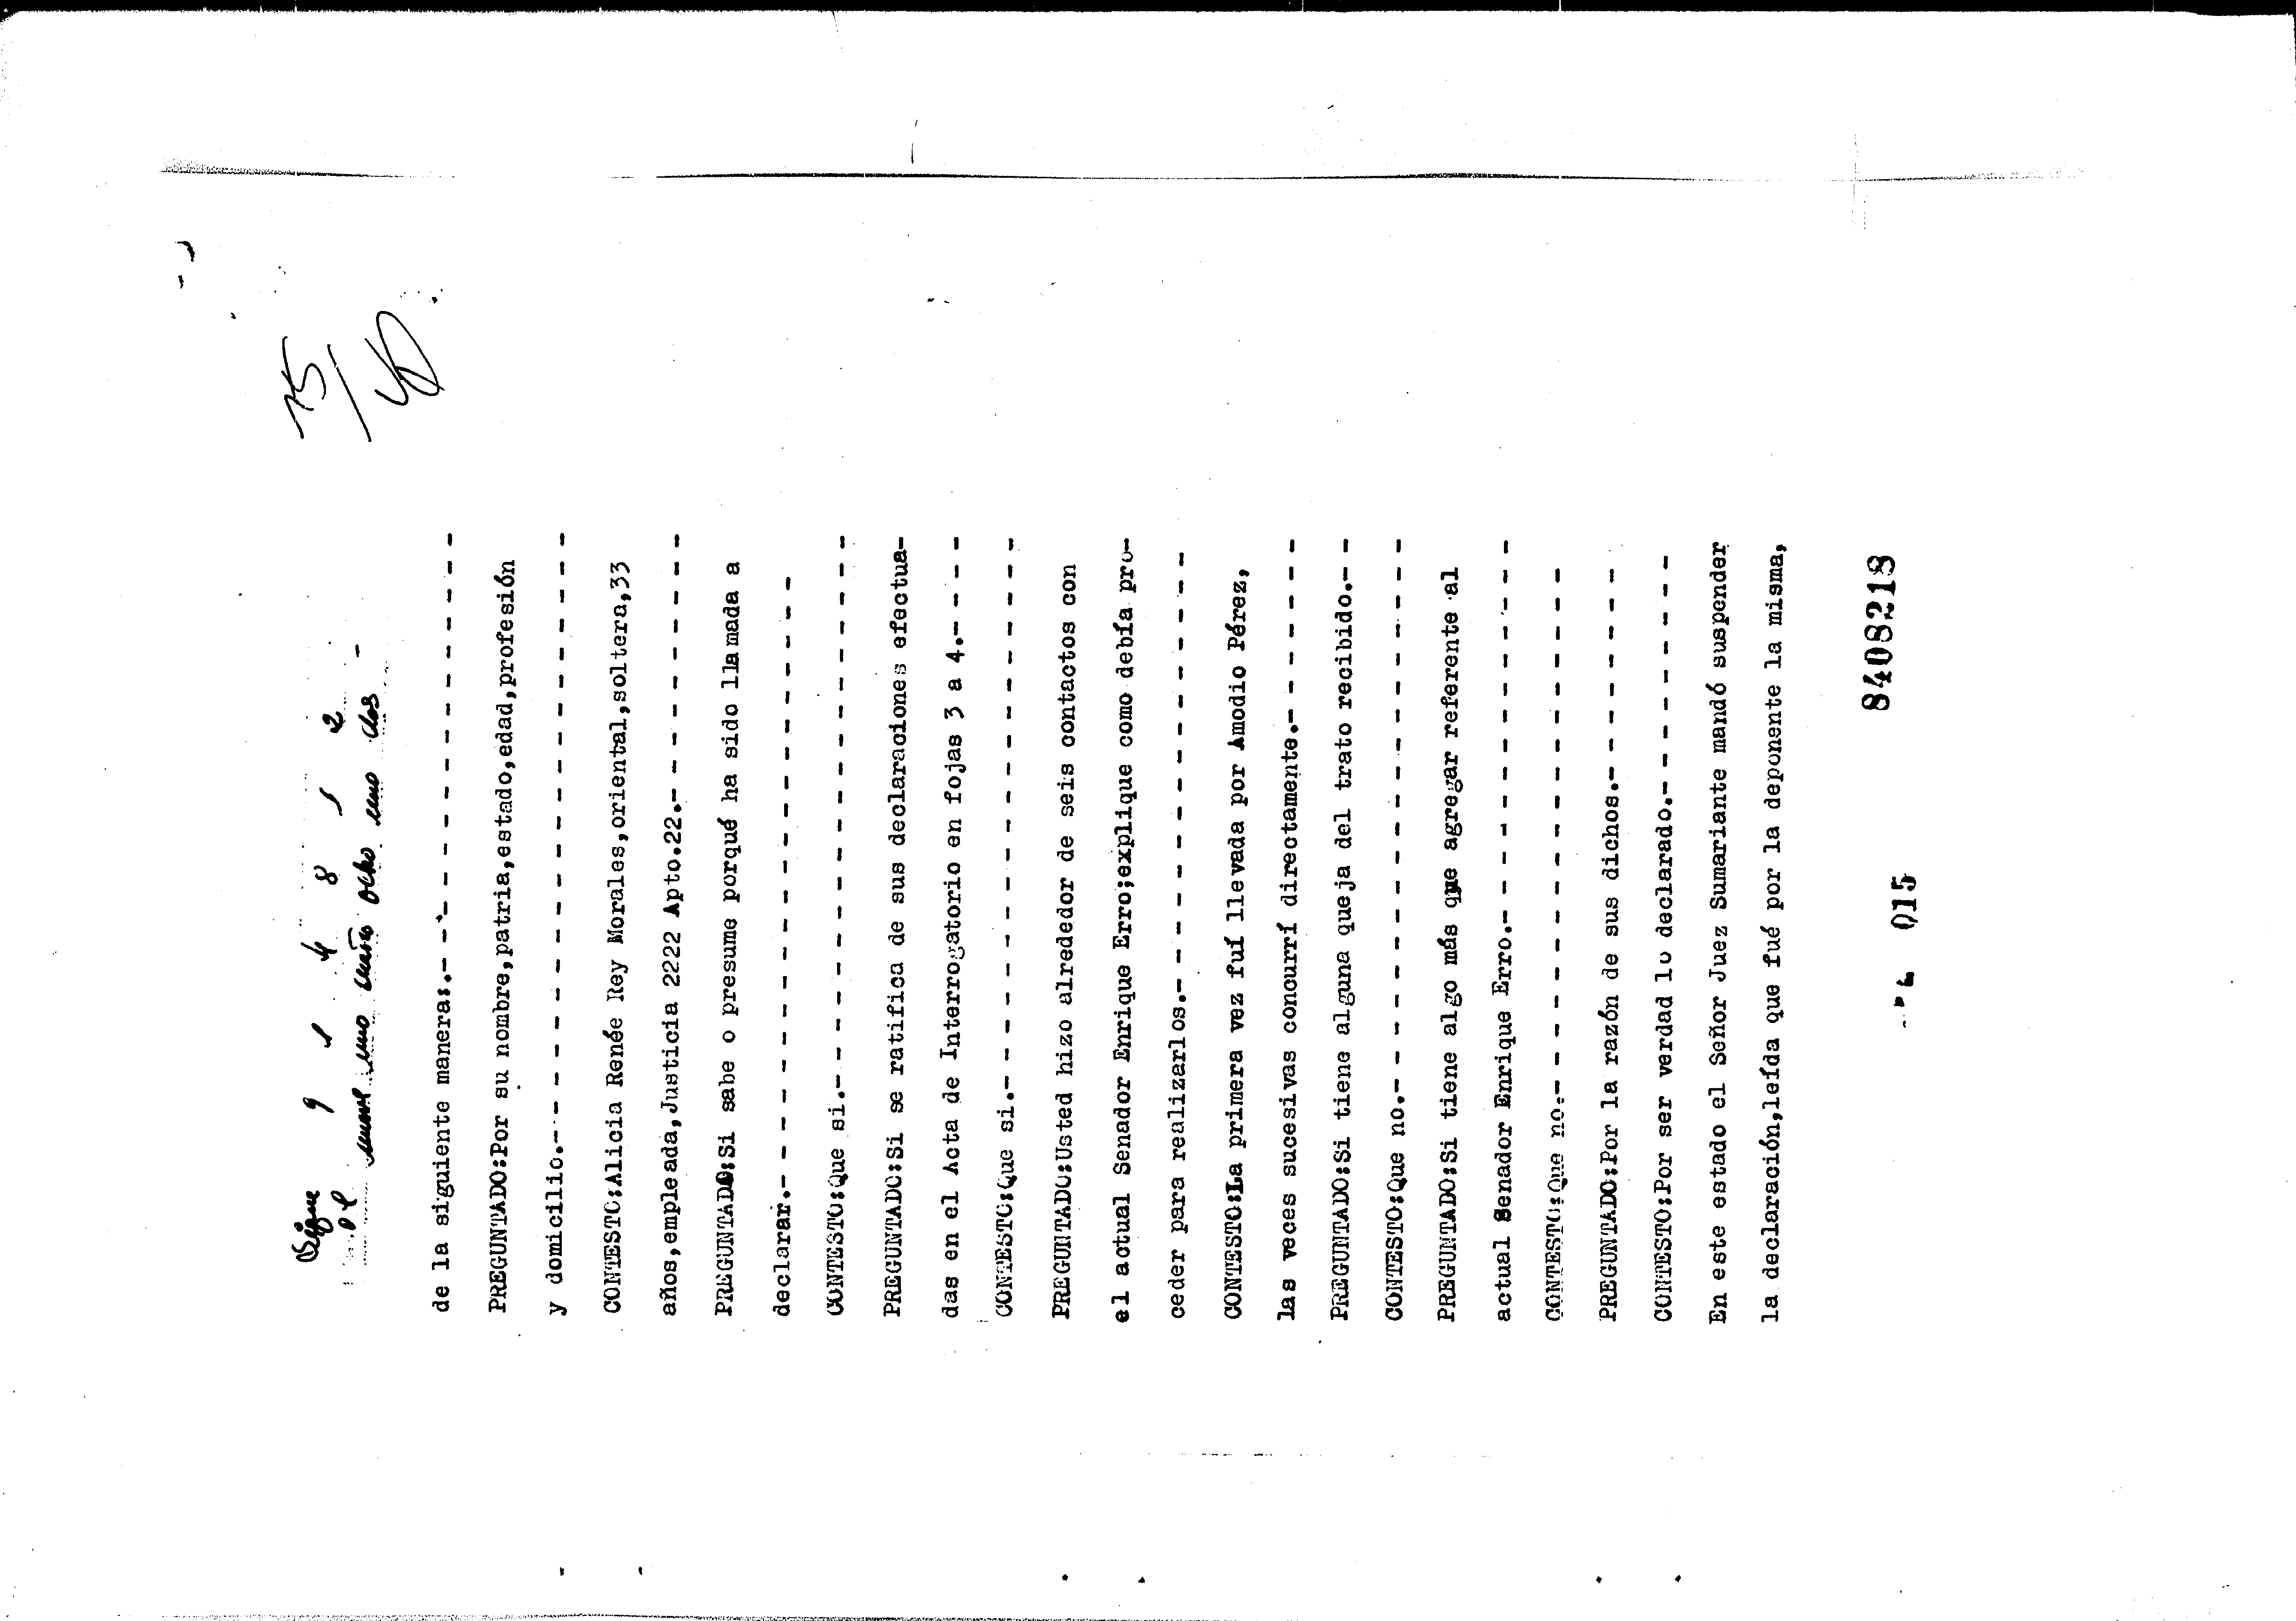 15
Sigue 9 1 4 8 1 2
uno cuatro ocho uno dos
de la siguiente manera:.- - - - - - - - - - - - - -
PREGUNTADO:Por su nombre,patria,estado,edad,profesión
y domicilio.- - - - - - - - - - - - - - - - - - - -
CONTESTO:Alicia Renée Rey Morales,oriental,soltera,33
años,empleada,Justicia 2222 Apto.22.- - - - - - - - - -
PREGUNTADO:Si sabe o presume porqué ha sido llamada a
declarar.- - - - - - - - - - - - - - - - - - - - -
CONTESTO:Que si.- - - - - - - - - - - - - - - - - -
PREGUNTADO:Si se ratifica de sus declaraciones efectua-
das en el Acta de Interrogatorio en fojas 3 a 4.- - - -
CONTESTO:Que si.- - - - - - - - - - - - - - - - - -
PREGUNTADO:Usted hizo alrededor de seis contactos con
el actual Senador Enrique Erro;explique como debía pro-
ceder para realizarlos.- - - - - - - - - - - - - - -
CONTESTO:La primera vez fuí llevada por Amodio Pérez,
las veces sucesivas concurrí directamente.- - - - - - -
PREGUNTADO:Si tiene alguna queja del trato recibido.- -
CONTESTO:Que no.- - - - - - - - - - - - - - - - - -
PREGUNTADO:Si tiene algo más que agregar referente al
actual Senador Enrique Erro.- - - - - - - - - - - - -
CONTESTO:Que no.- - - - - - - - - - - - - - - - - -
PREGUNTADO:Por la razón de sus dichos.- - - - - - - -
CONTESTO:Por ser verdad lo declarado.- - - - - - - - -
En este estado el Señor Juez Sumariante mandó suspender
la declaración,leída que fué por la deponente la misma,
015 8408218